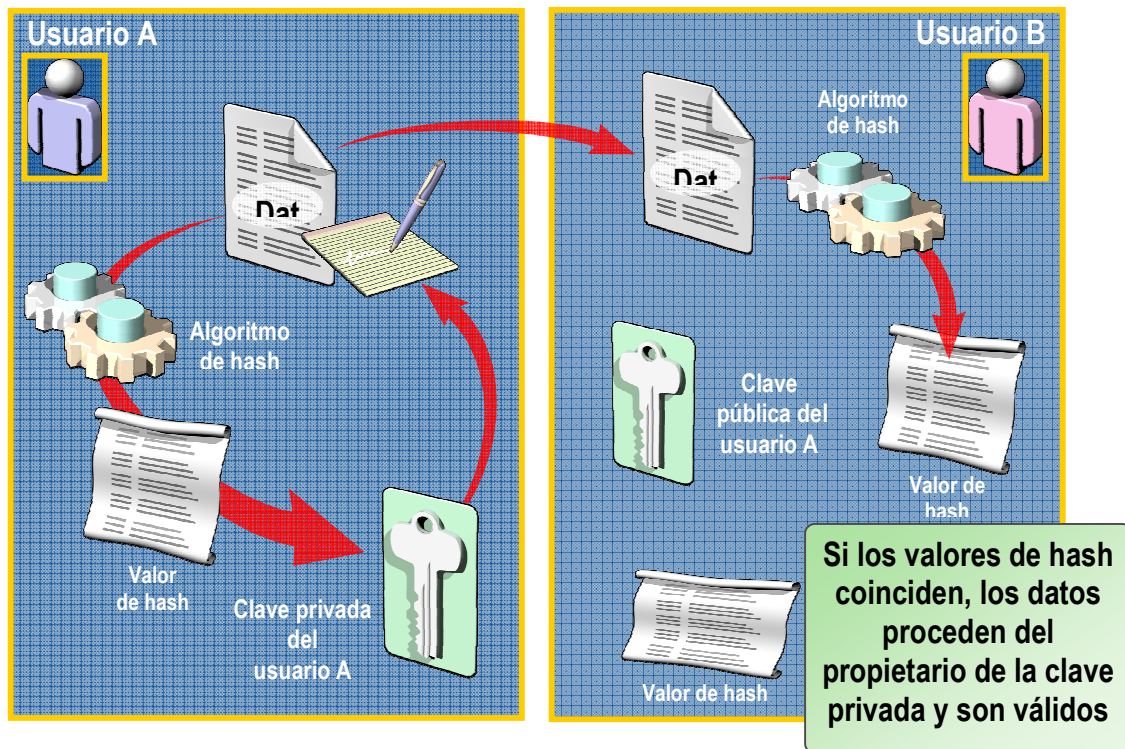 Usuario A
Dat
Algoritmo
de hash
Valor
de hash
Clave privada
del
usuario A
Usuario B
Dat
Algoritmo
de hash
Clave
pública del
usuario A
Valor de
hash
Valor de hash
Si los valores de hash
coinciden, los datos
proceden del
propietario de la clave
privada y son válidos